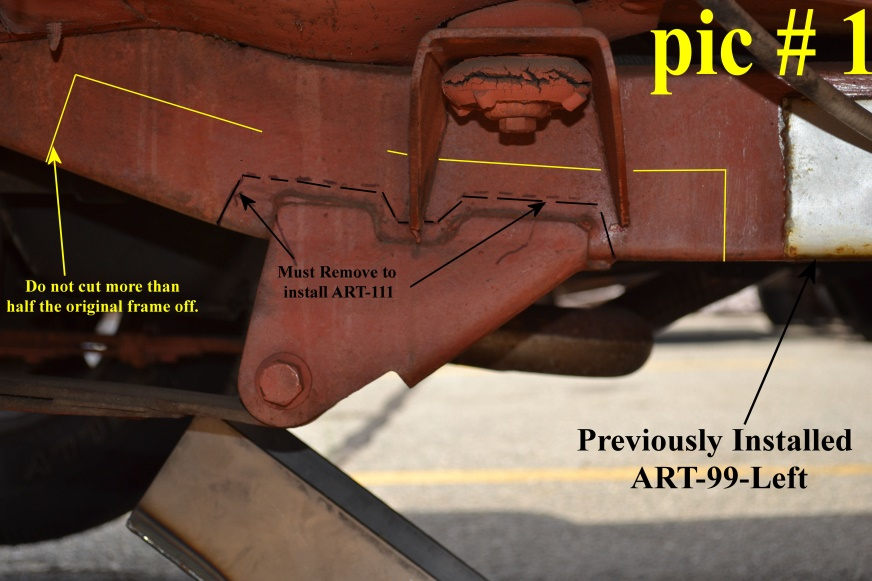 pic # 1
Do not cut more than
half the original frame off.
Must Remove to
install ART-111
Previously Installed
ART-99-Left